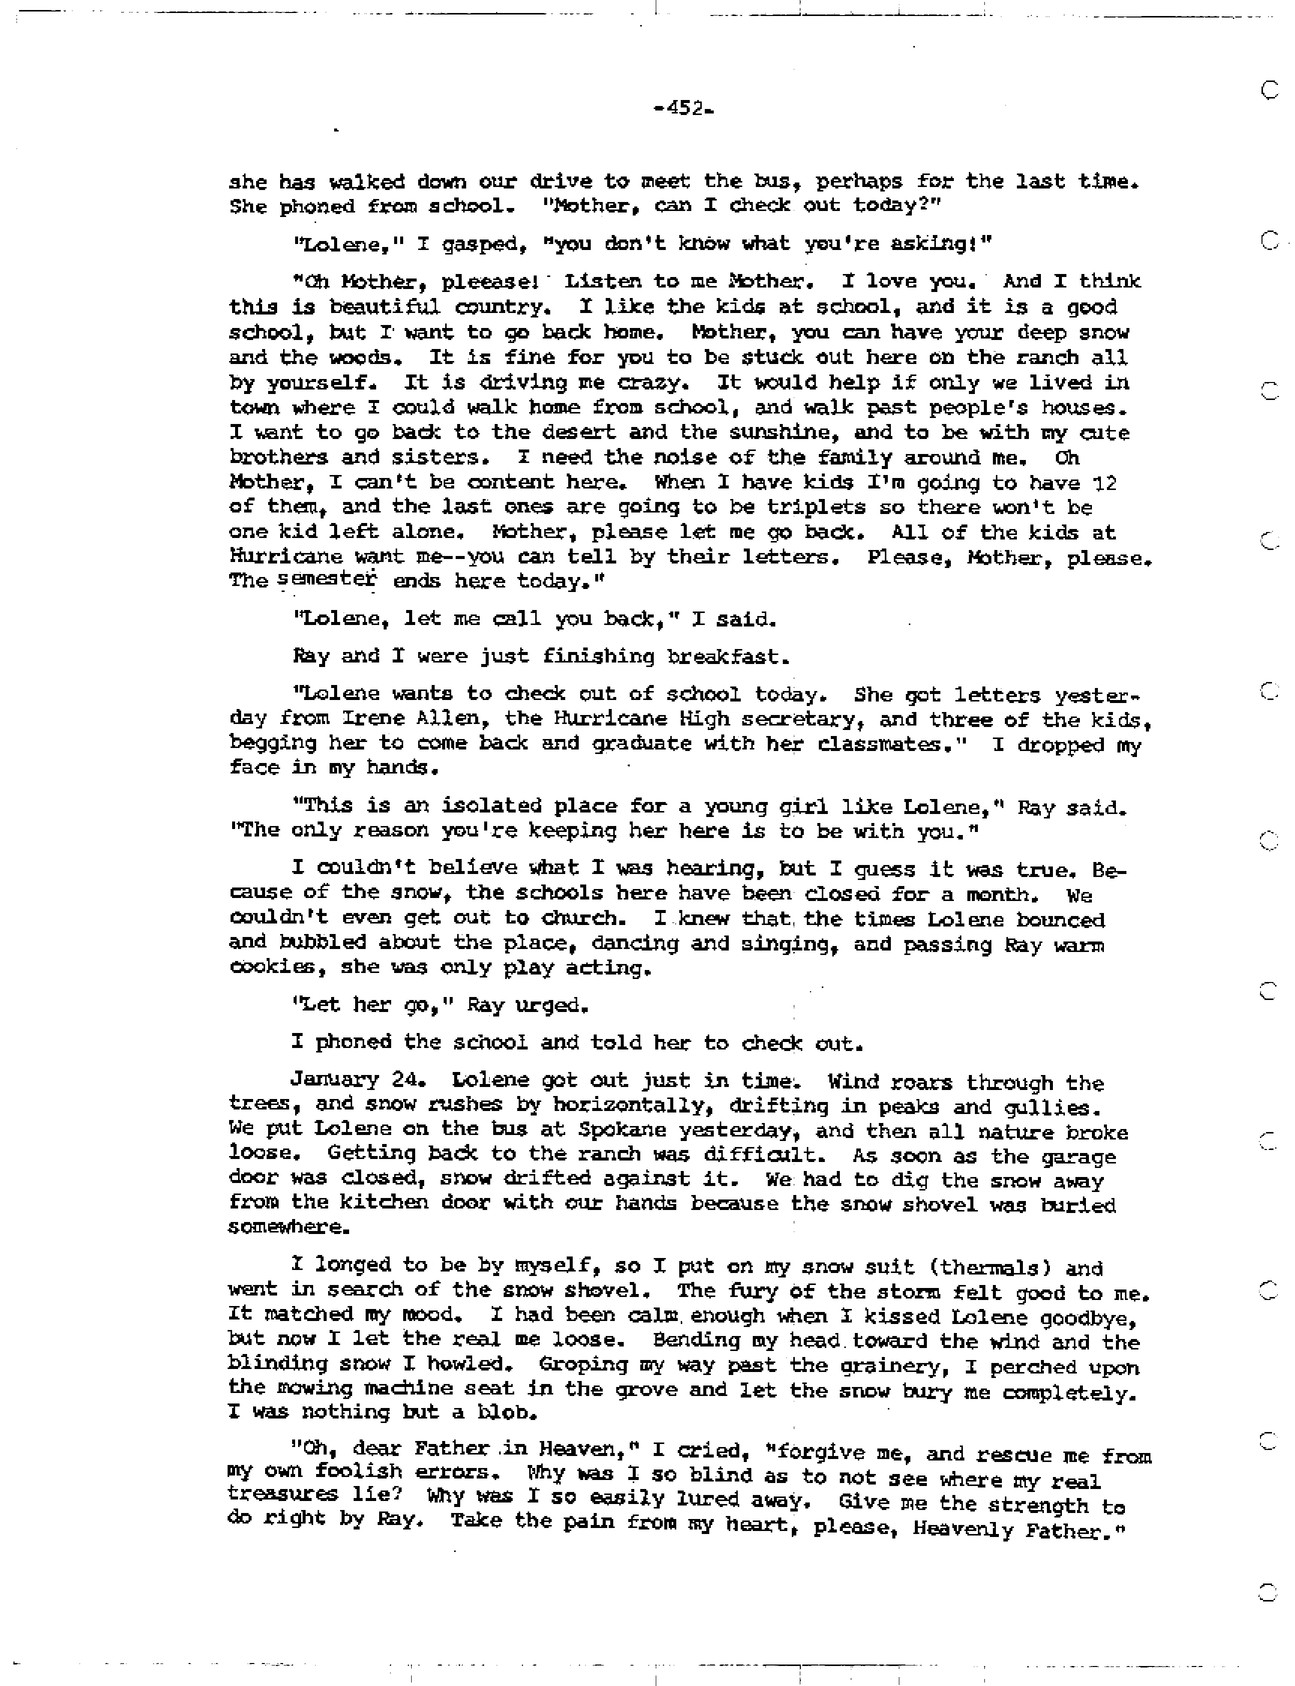 -452-
she has walked down our drive to meet the bus, perhaps for the last time.
She phoned from school.  "Mother, can I check out today?"
"Lolene," I gasped, "you don't know what you're asking!"
"Oh Mother, pleease!  Listen to me Mother.  I love you.  And I think
this is beautiful country.  I like the kids at school, and it is a good
school, but I want to go back home.  Mother, you can have your deep snow
and the woods.  It is fine for you to be stuck out here on the ranch all
by yourself.  It is driving me crazy.  It would help if only we lived in
town where I could walk home from school, and walk past people's houses.
I want to go back to the desert and the sunshine, and to be with my cute
brothers and sisters.  I need the noise of the family around me.  Oh
Mother, I can't be content here.  When I have kids I'm going to have 12
of them, and the last ones are going to be triplets so there won't be
one kid left alone.  Mother, please let me go back.  All of the kids at
Hurricane want me--you can tell by their letters.  Please, Mother, please.
The semester ends here today."
"Lolene, let me call you back," I said.
Ray and I were just finishing breakfast.
"Lolene wants to check out of school today.  She got letters yester-
day from Irene Allen, the Hurricane High secretary, and three of the kids,
begging her to come back and graduate with her classmates."  I dropped my
face in my hands.
"This is an isolated place for a young girl like Lolene," Ray said.
"The only reason you're keeping her here is to be with you."
I couldn't believe what I was hearing, but I guess it was true. Be-
cause of the snow, the schools here have been closed for a month.  We
couldn't even get out to church.  I knew that the times Lolene bounced
and bubbled about the place, dancing and singing, and passing Ray warm
cookies, she was only play acting.
"Let her go," Ray urged.
I phoned the school and told her to check out.
January 24.  Lolene got out just in time.  Wind roars through the
trees, and snow rushes by horizontally, drifting in peaks and gullies.
We put Lolene on the bus at Spokane yesterday, and then all nature broke
loose.  Getting back to the ranch was difficult.  As soon as the garage
door was closed, snow drifted against it.  We had to dig the snow away
from the kitchen door with our hands because the snow shovel was buried
somewhere.
I longed to be by myself, so I put on my snow suit (thermals) and
went in search of the snow shovel.  The fury of the storm felt good to me.
It matched my mood.  I had been calm enough when I kissed Lolene goodbye,
but now I let the real me loose.  Bending my head toward the wind and the
blinding snow I howled.  Groping my way past the grainery, I perched upon
the mowing machine seat in the grove and let the snow bury me completely.
I was nothing but a blob.
"Oh, dear Father in Heaven," I cried, "forgive me, and rescue me from
my own foolish errors.  Why was I so blind as to not see where my real
treasures lie?  Why was I so easily lured away.  Give me the strength to
do right by Ray.  Take the pain from my heart, please, Heavenly Father."